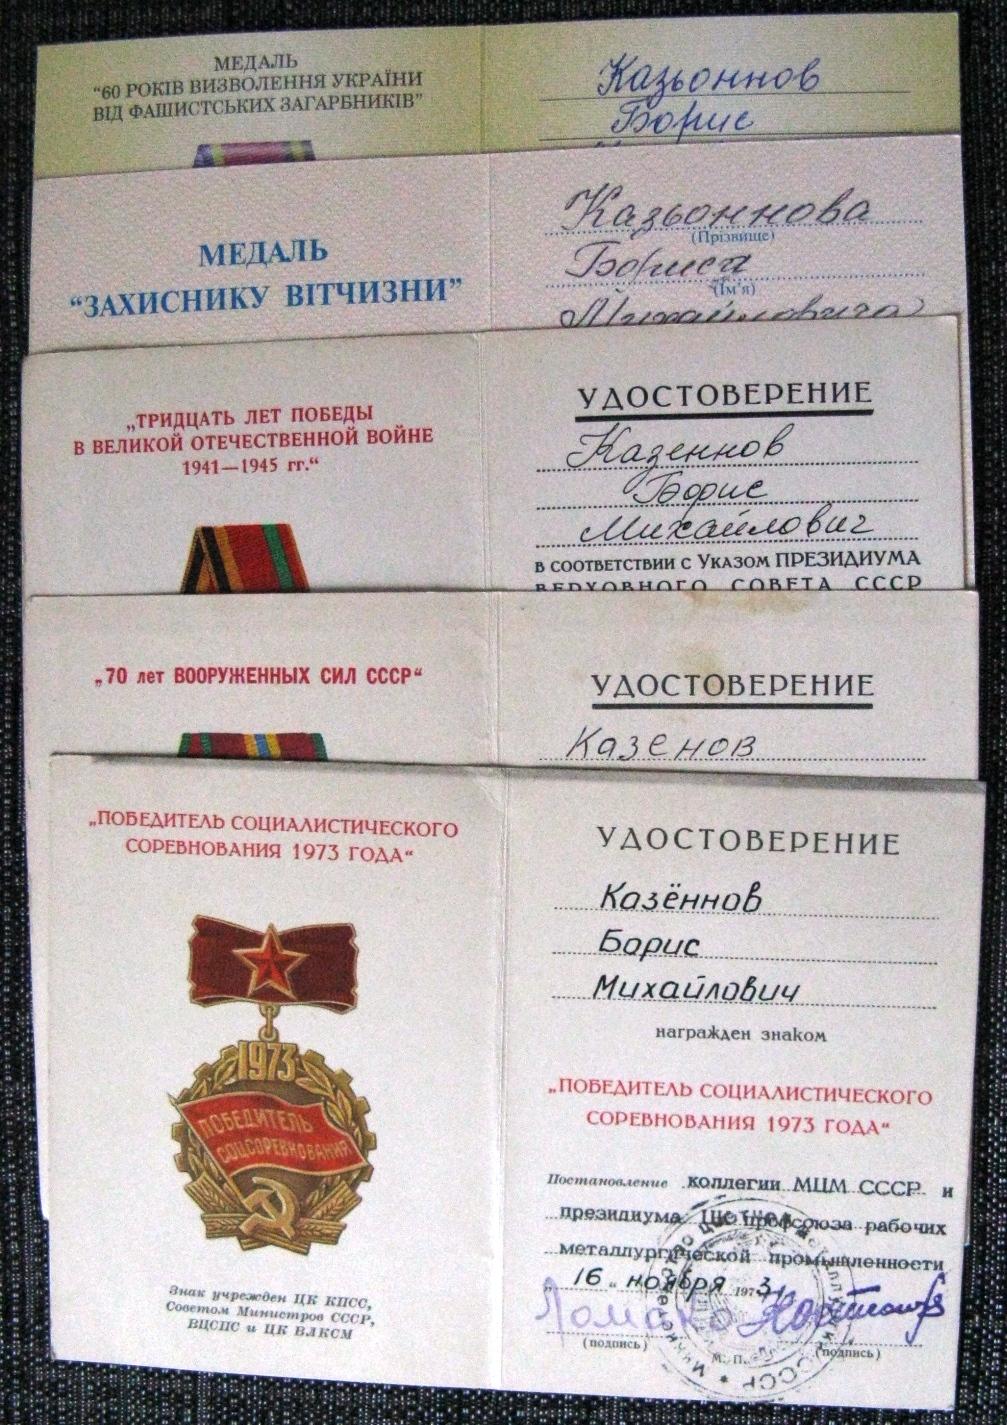 МЕДАЛЬ
“60 РОКІВ ВИЗВОЛЕННЯ УКРАЇНИ
ВІД ФАШИСТСЬКИХ ЗАГАРБНИКІВ”
Казьоннов
Борис
МЕДАЛЬ
“ЗАХИСНИКУ ВІТЧИЗНИ”
Казьоннова
(Прізвище)
Бориса
(Ім’я)
Михайловича
„ТРИДЦАТЬ ЛЕТ ПОБЕДЫ
В ВЕЛИКОЙ ОТЕЧЕСТВЕННОЙ ВОЙНЕ
1941—1945 гг.“
УДОСТОВЕРЕНИЕ
Казеннов
Борис
Михайлович
В СООТВЕТСТВИИ С УКАЗОМ ПРЕЗИДИУМА
ВЕРХОВНОГО СОВЕТА СССР
„70 лет ВООРУЖЕННЫХ СИЛ СССР“
УДОСТОВЕРЕНИЕ
Казенов
„ПОБЕДИТЕЛЬ СОЦИАЛИСТИЧЕСКОГО
СОРЕВНОВАНИЯ 1973 ГОДА“
1973
ПОБЕДИТЕЛЬ
СОЦСОРЕВНОВАНИЯ
Знак учрежден ЦК КПСС,
Советом Министров СССР,
ВЦСПС и ЦК ВЛКСМ
УДОСТОВЕРЕНИЕ
Казённов
Борис
Михайлович
награжден знаком
„ПОБЕДИТЕЛЬ СОЦИАЛИСТИЧЕСКОГО
СОРЕВНОВАНИЯ 1973 ГОДА“
Постановление коллегии МЦМ СССР и
президиума ЦК профсоюза рабочих
металлургической промышленности
„16“ ноября 1973
Ломако
(подпись) М. П. (подпись)